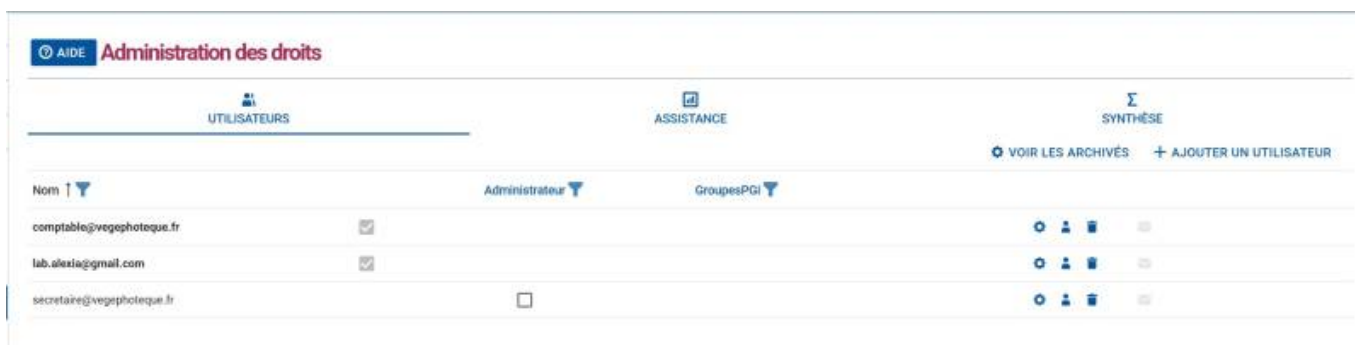 AIDE Administration des droits
UTILISATEURS ASSISTANCE SYNTHÈSE
VOIR LES ARCHIVÉS + AJOUTER UN UTILISATEUR
Nom ↑ Administrateur GroupesPGI
comptable@vegephoteque.fr
lab.alexia@gmail.com
secretaire@vegephoteque.fr